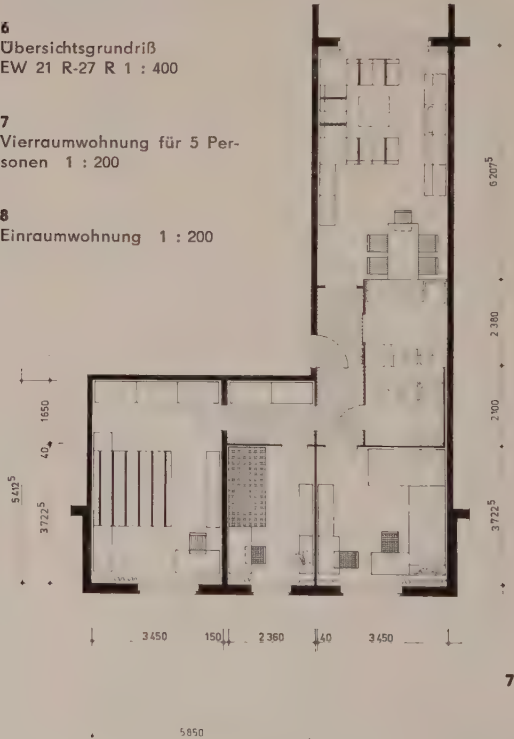 6
Übersichtsgrundriß
EW 21 R-27 R 1 : 400
7
Vierraumwohnung für 5 Per-
sonen 1 : 200
8
Einraumwohnung 1 : 200
6207⁵
2380
2100
3722⁵
1650
40
3722⁵
5412⁵
3450 150 2360 40 3450
7
5850